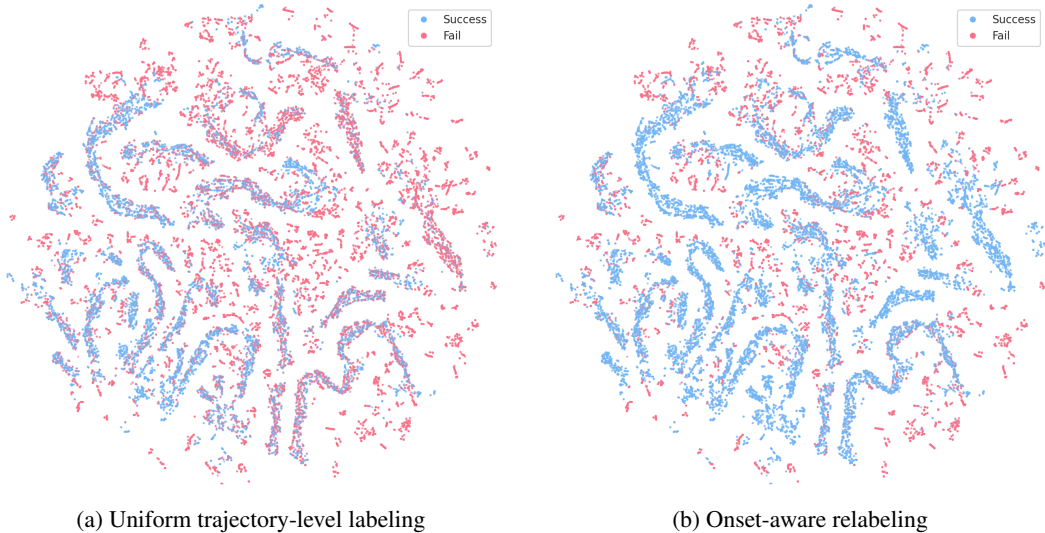 Success
Fail
Success
Fail
(a) Uniform trajectory-level labeling
(b) Onset-aware relabeling